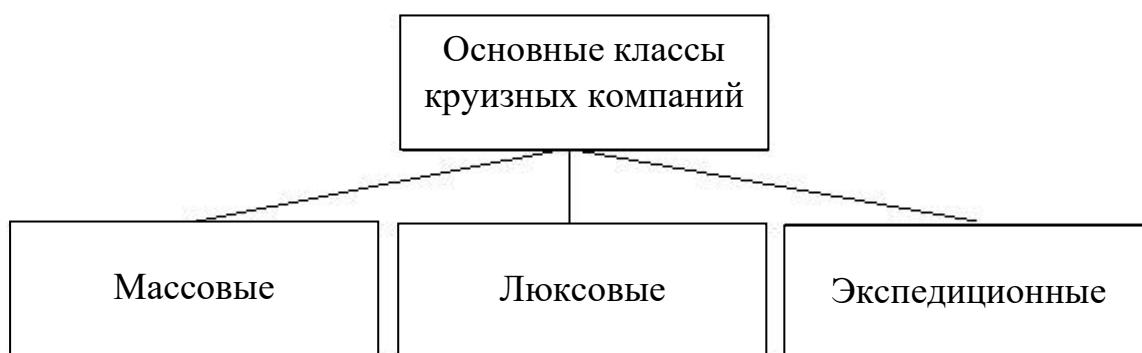 Основные классы
круизных компаний
Массовые
Люксовые
Экспедиционные